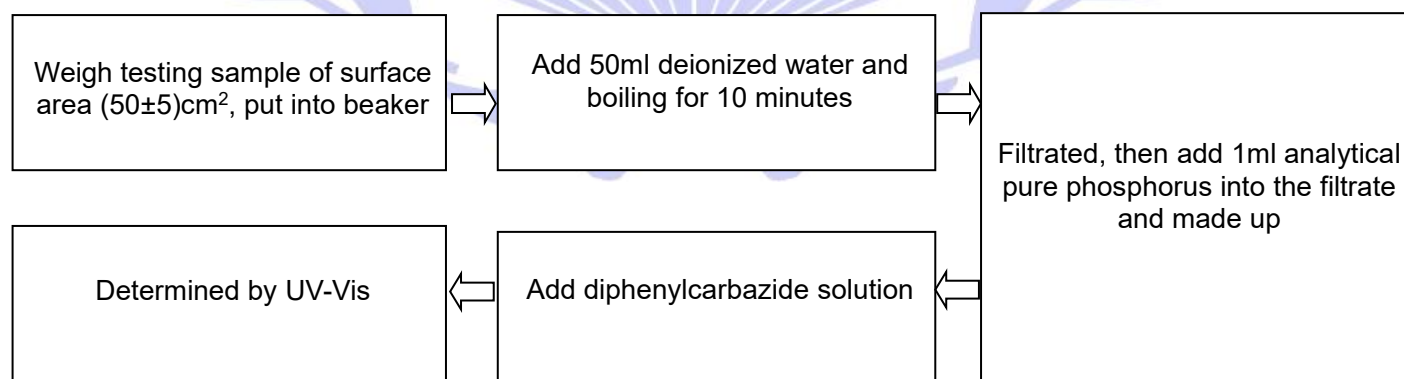 Weigh testing sample of surface
area (50±5)cm², put into beaker
Add 50ml deionized water and
boiling for 10 minutes
Filtrated, then add 1ml analytical
pure phosphorus into the filtrate
and made up
Add diphenylcarbazide solution
Determined by UV-Vis